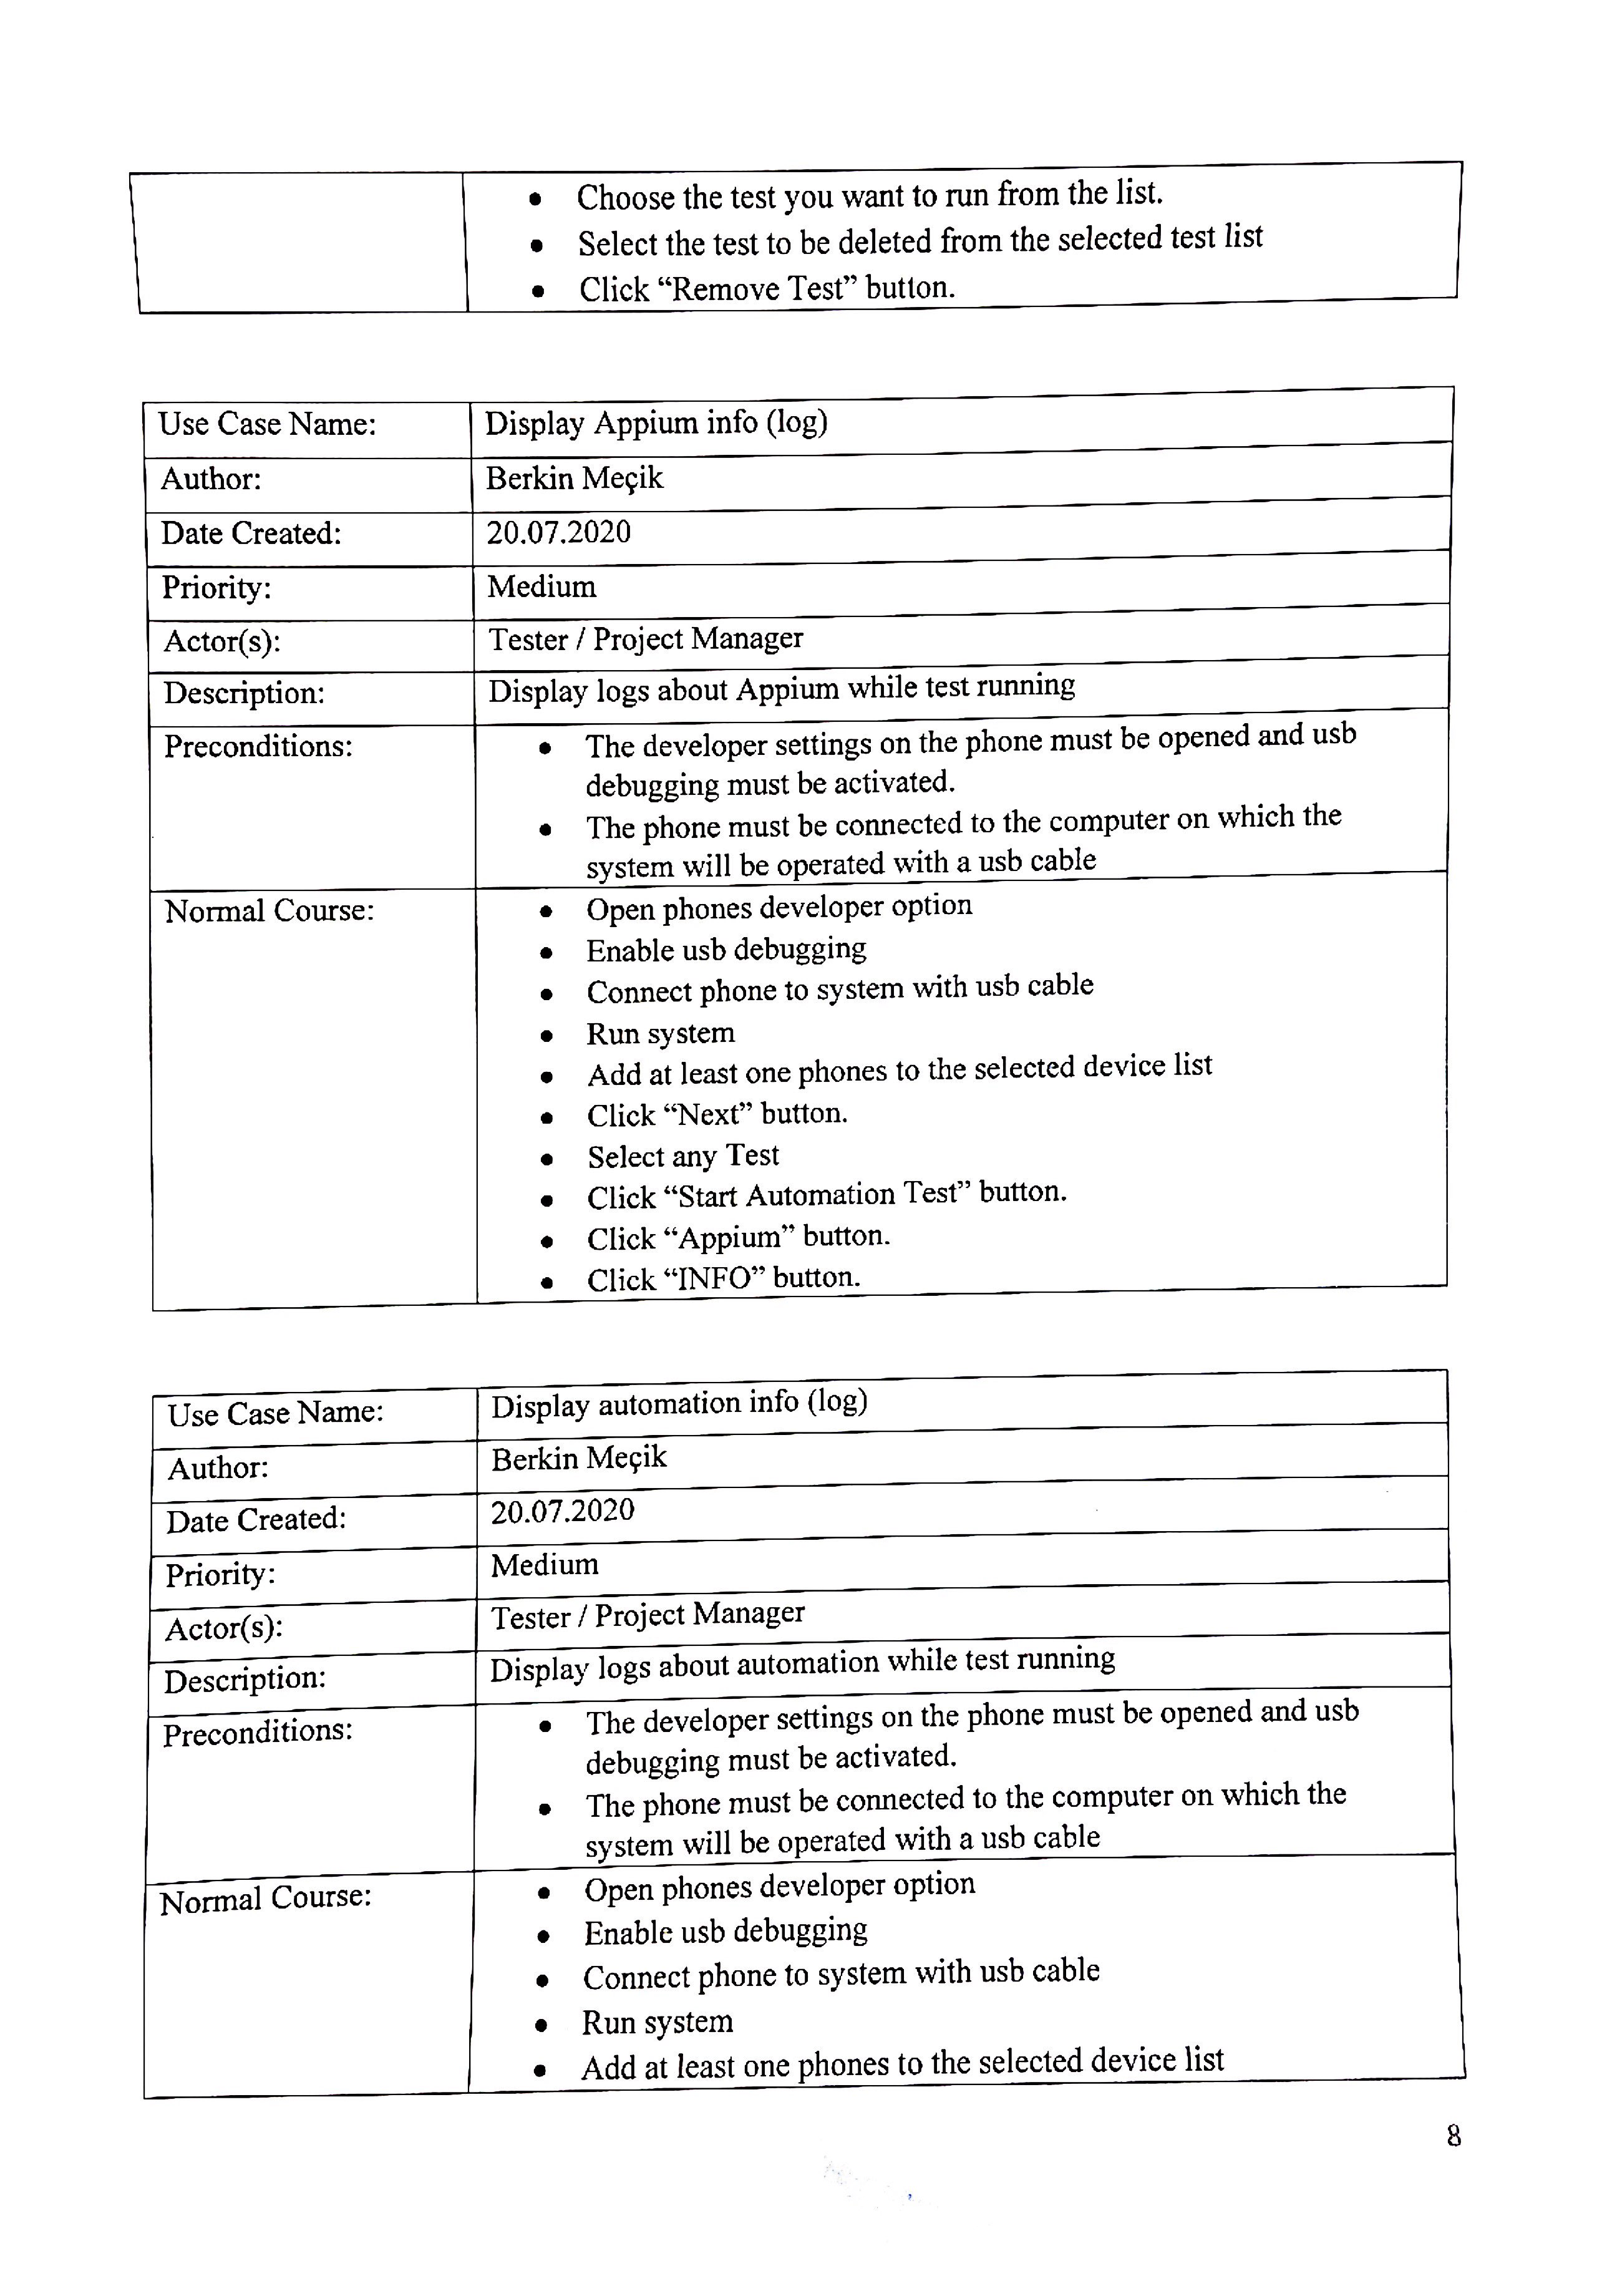 • Choose the test you want to run from the list.
• Select the test to be deleted from the selected test list
• Click “Remove Test” button.
Use Case Name: Display Appium info (log)
Author: Berkin Meçik
Date Created: 20.07.2020
Priority: Medium
Actor(s): Tester / Project Manager
Description: Display logs about Appium while test running
Preconditions: • The developer settings on the phone must be opened and usb
debugging must be activated.
• The phone must be connected to the computer on which the
system will be operated with a usb cable
Normal Course: • Open phones developer option
• Enable usb debugging
• Connect phone to system with usb cable
• Run system
• Add at least one phones to the selected device list
• Click “Next” button.
• Select any Test
• Click “Start Automation Test” button.
• Click “Appium” button.
• Click “INFO” button.
Use Case Name: Display automation info (log)
Author: Berkin Meçik
Date Created: 20.07.2020
Priority: Medium
Actor(s): Tester / Project Manager
Description: Display logs about automation while test running
Preconditions: • The developer settings on the phone must be opened and usb
debugging must be activated.
• The phone must be connected to the computer on which the
system will be operated with a usb cable
Normal Course: • Open phones developer option
• Enable usb debugging
• Connect phone to system with usb cable
• Run system
• Add at least one phones to the selected device list
8